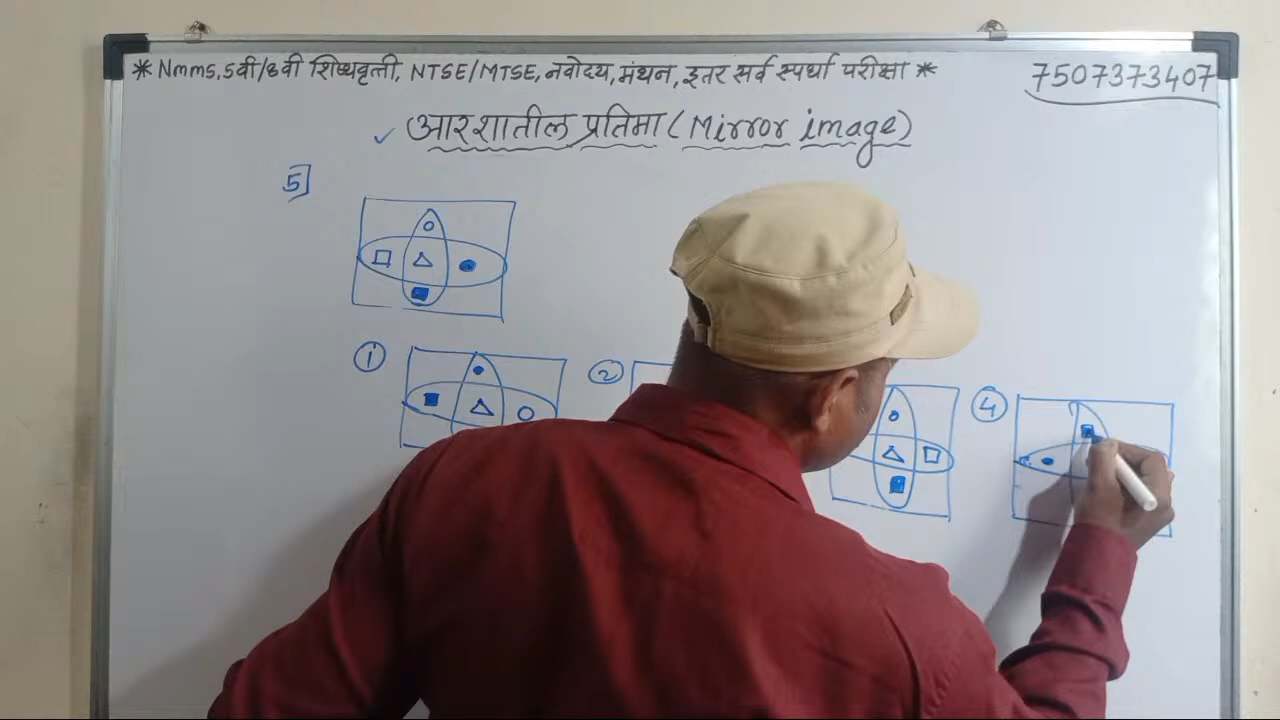 * Nmms, 5वी/8वी शिष्यवृत्ती, NTSE/MTSE, नवोदय, मंथन, इतर सर्व स्पर्धा परीक्षा *
7507373407
✓ आरशातील प्रतिमा (Mirror image)
5]
① ② ④